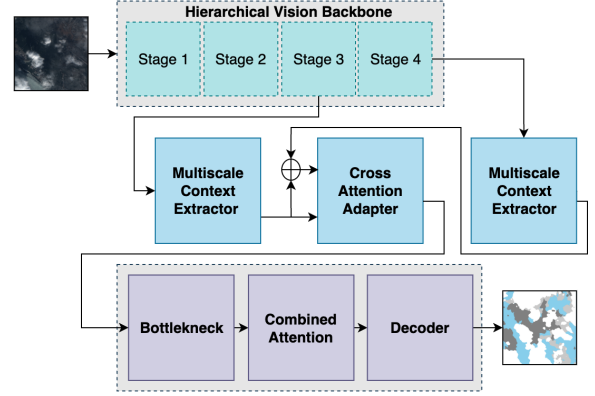 Hierarchical Vision Backbone
Stage 1
Stage 2
Stage 3
Stage 4
Multiscale
Context
Extractor
Cross
Attention
Adapter
Multiscale
Context
Extractor
Bottlekneck
Combined
Attention
Decoder